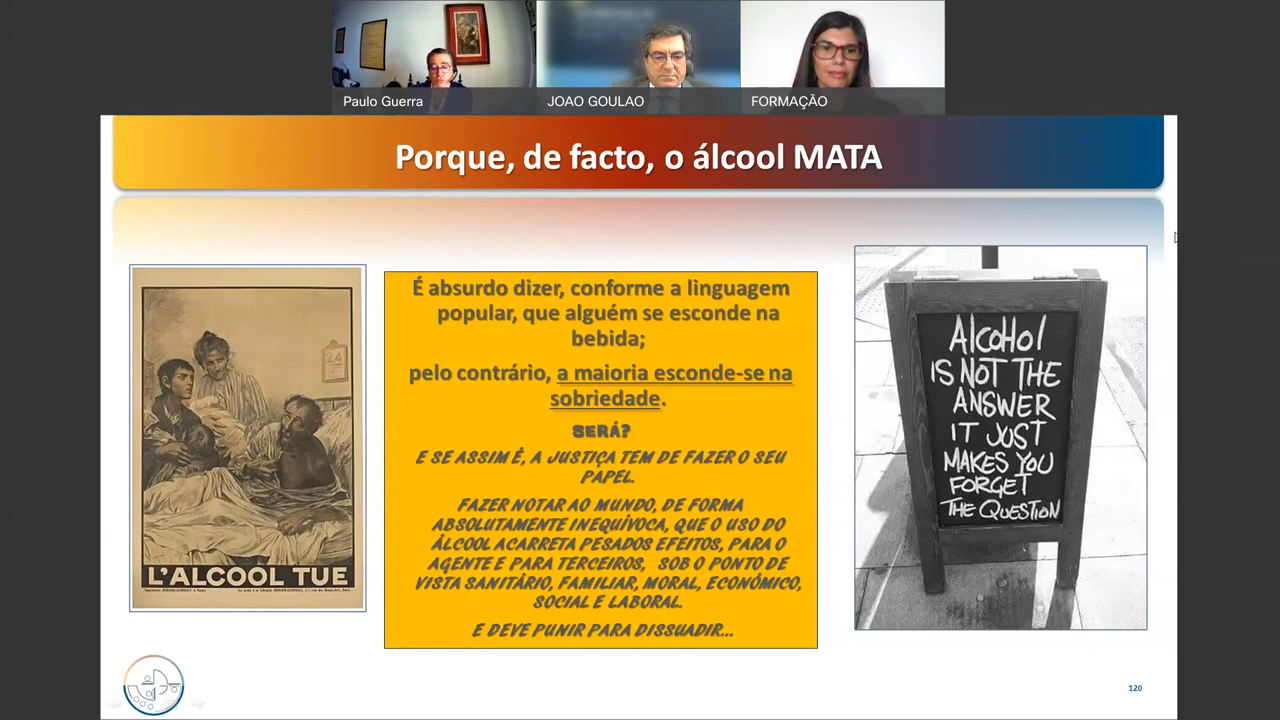 Paulo Guerra
JOAO GOULAO
FORMAÇÃO
Porque, de facto, o álcool MATA
24
L'ALCOOL TUE
É absurdo dizer, conforme a linguagem
popular, que alguém se esconde na
bebida;
pelo contrário, a maioria esconde-se na
sobriedade.
SERÁ?
E SE ASSIM É, A JUSTIÇA TEM DE FAZER O SEU
PAPEL.
FAZER NOTAR AO MUNDO, DE FORMA
ABSOLUTAMENTE INEQUÍVOCA, QUE O USO DO
ÁLCOOL ACARRETA PESADOS EFEITOS, PARA O
AGENTE E PARA TERCEIROS, SOB O PONTO DE
VISTA SANITÁRIO, FAMILIAR, MORAL, ECONÓMICO,
SOCIAL E LABORAL.
E DEVE PUNIR PARA DISSUADIR...
ALCOHOL
IS NOT THE
ANSWER
IT JUST
MAKES YOU
FORGET
THE QUESTION
120